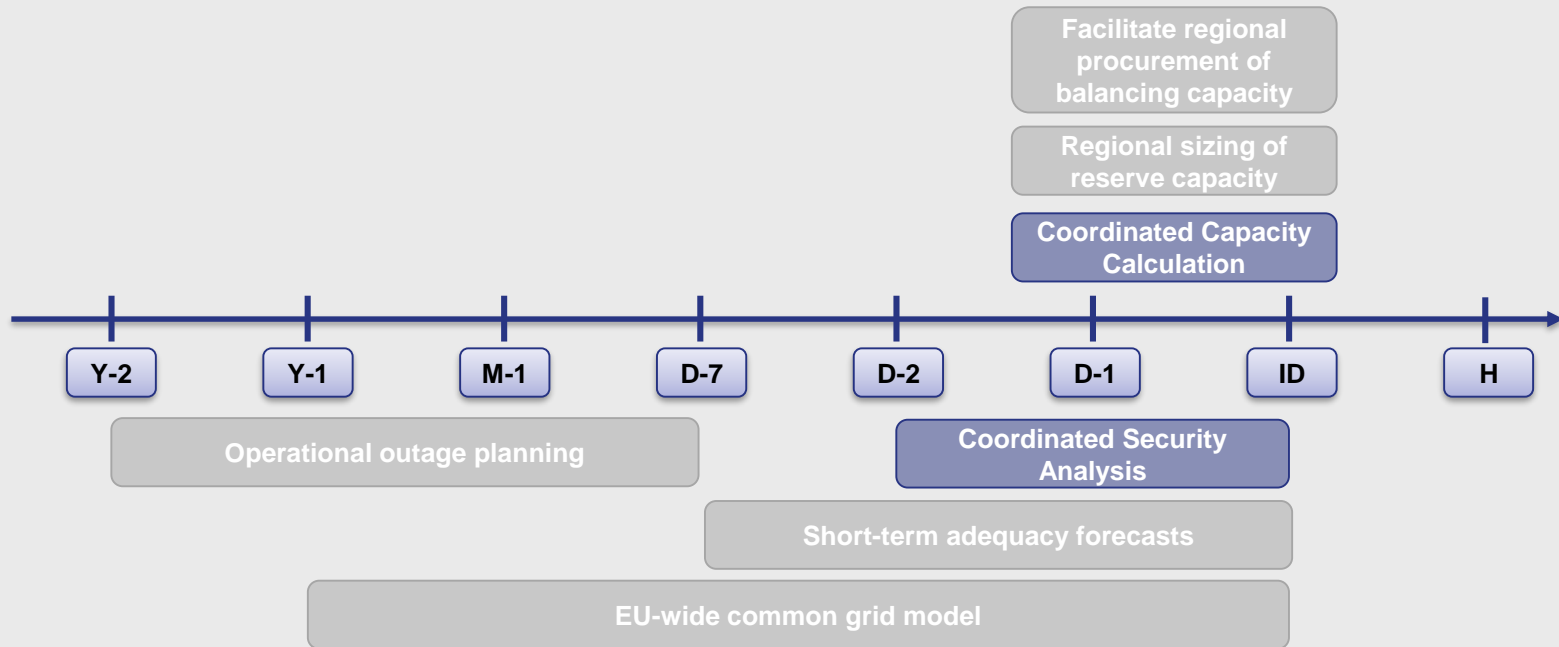 Facilitate regional
procurement of
balancing capacity
Regional sizing of
reserve capacity
Coordinated Capacity
Calculation
Y-2
Y-1
M-1
D-7
D-2
D-1
ID
H
Operational outage planning
Coordinated Security
Analysis
Short-term adequacy forecasts
EU-wide common grid model